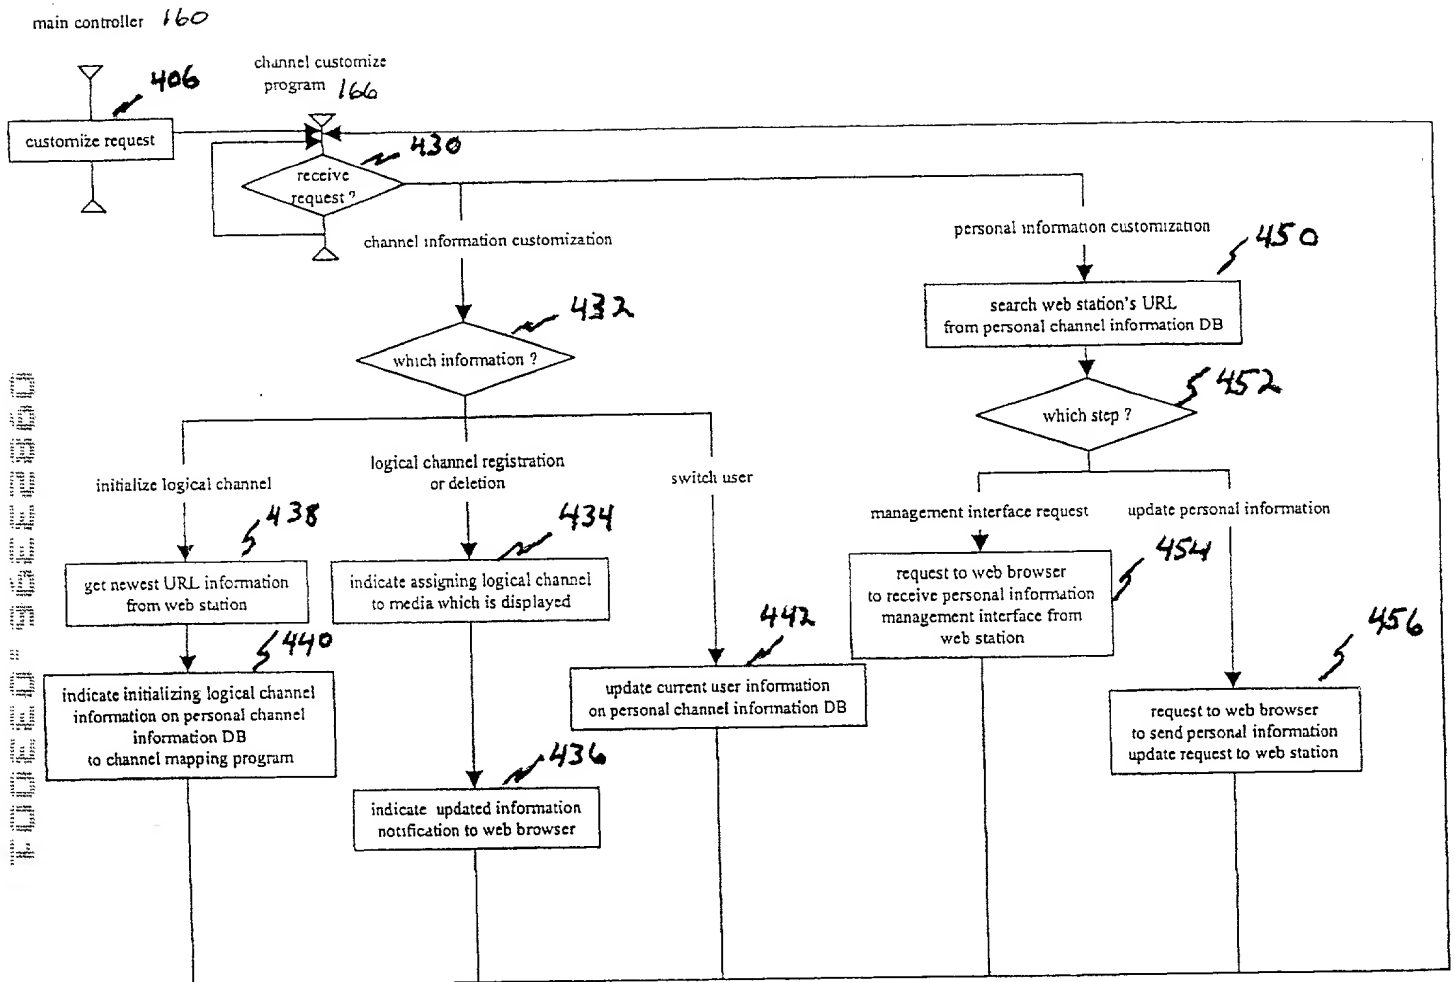 main controller 160
406
channel customize
program 166
customize request
430
receive
request ?
channel information customization
personal information customization
450
432
search web station's URL
from personal channel information DB
which information ?
452
which step ?
logical channel registration
or deletion
initialize logical channel
switch user
438
434
management interface request
update personal information
454
get newest URL information
from web station
indicate assigning logical channel
to media which is displayed
request to web browser
to receive personal information
management interface from
web station
440
442
456
indicate initializing logical channel
information on personal channel
information DB
to channel mapping program
update current user information
on personal channel information DB
request to web browser
to send personal information
update request to web station
436
indicate updated information
notification to web browser